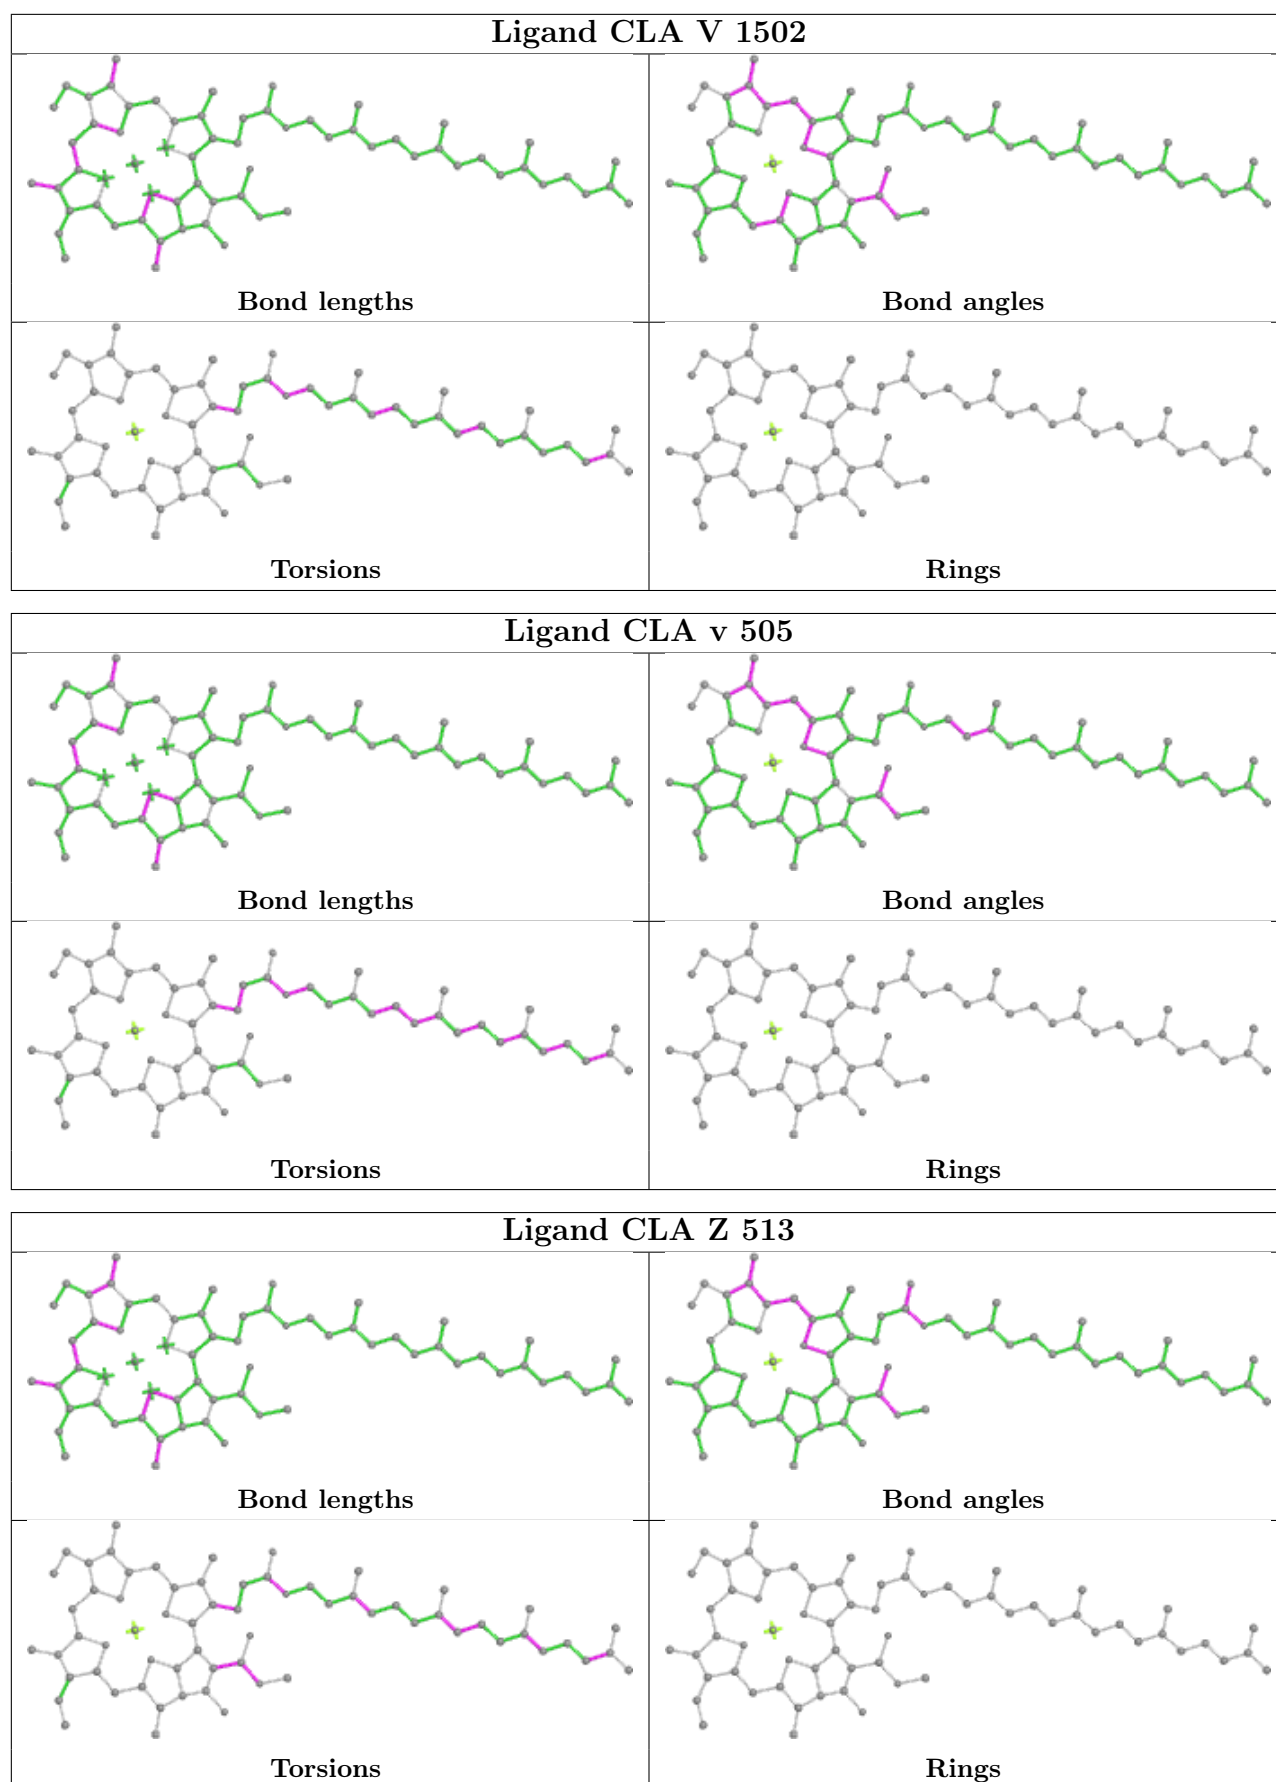 Ligand CLA V 1502
Bond lengths
Bond angles
Torsions
Rings
Ligand CLA v 505
Bond lengths
Bond angles
Torsions
Rings
Ligand CLA Z 513
Bond lengths
Bond angles
Torsions
Rings